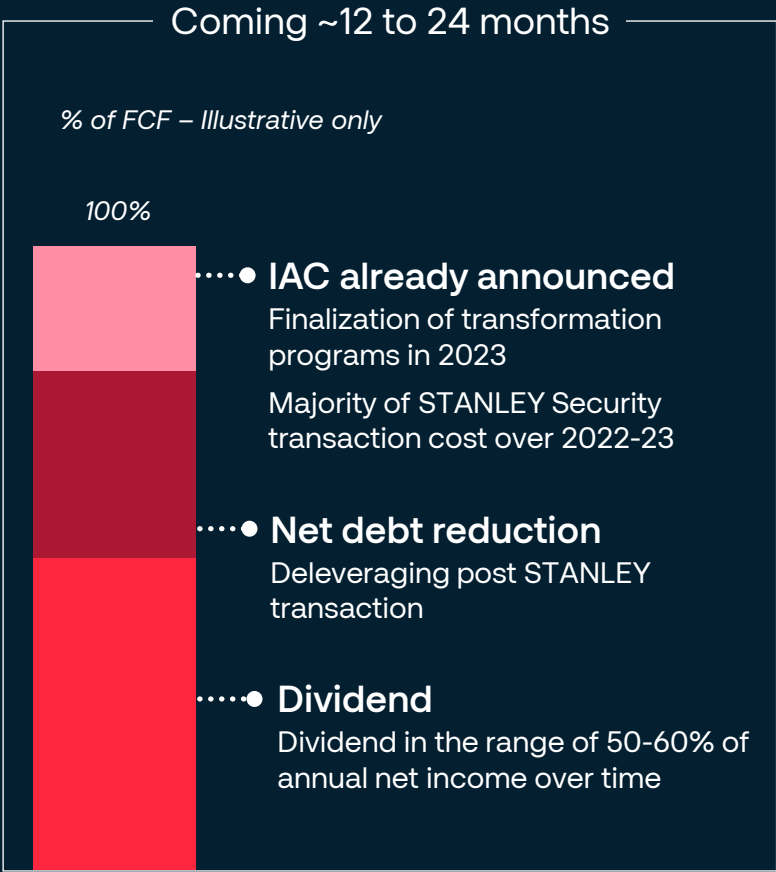 Coming ~12 to 24 months
% of FCF – Illustrative only
100%
IAC already announced
Finalization of transformation
programs in 2023
Majority of STANLEY Security
transaction cost over 2022-23
Net debt reduction
Deleveraging post STANLEY
transaction
Dividend
Dividend in the range of 50-60% of
annual net income over time